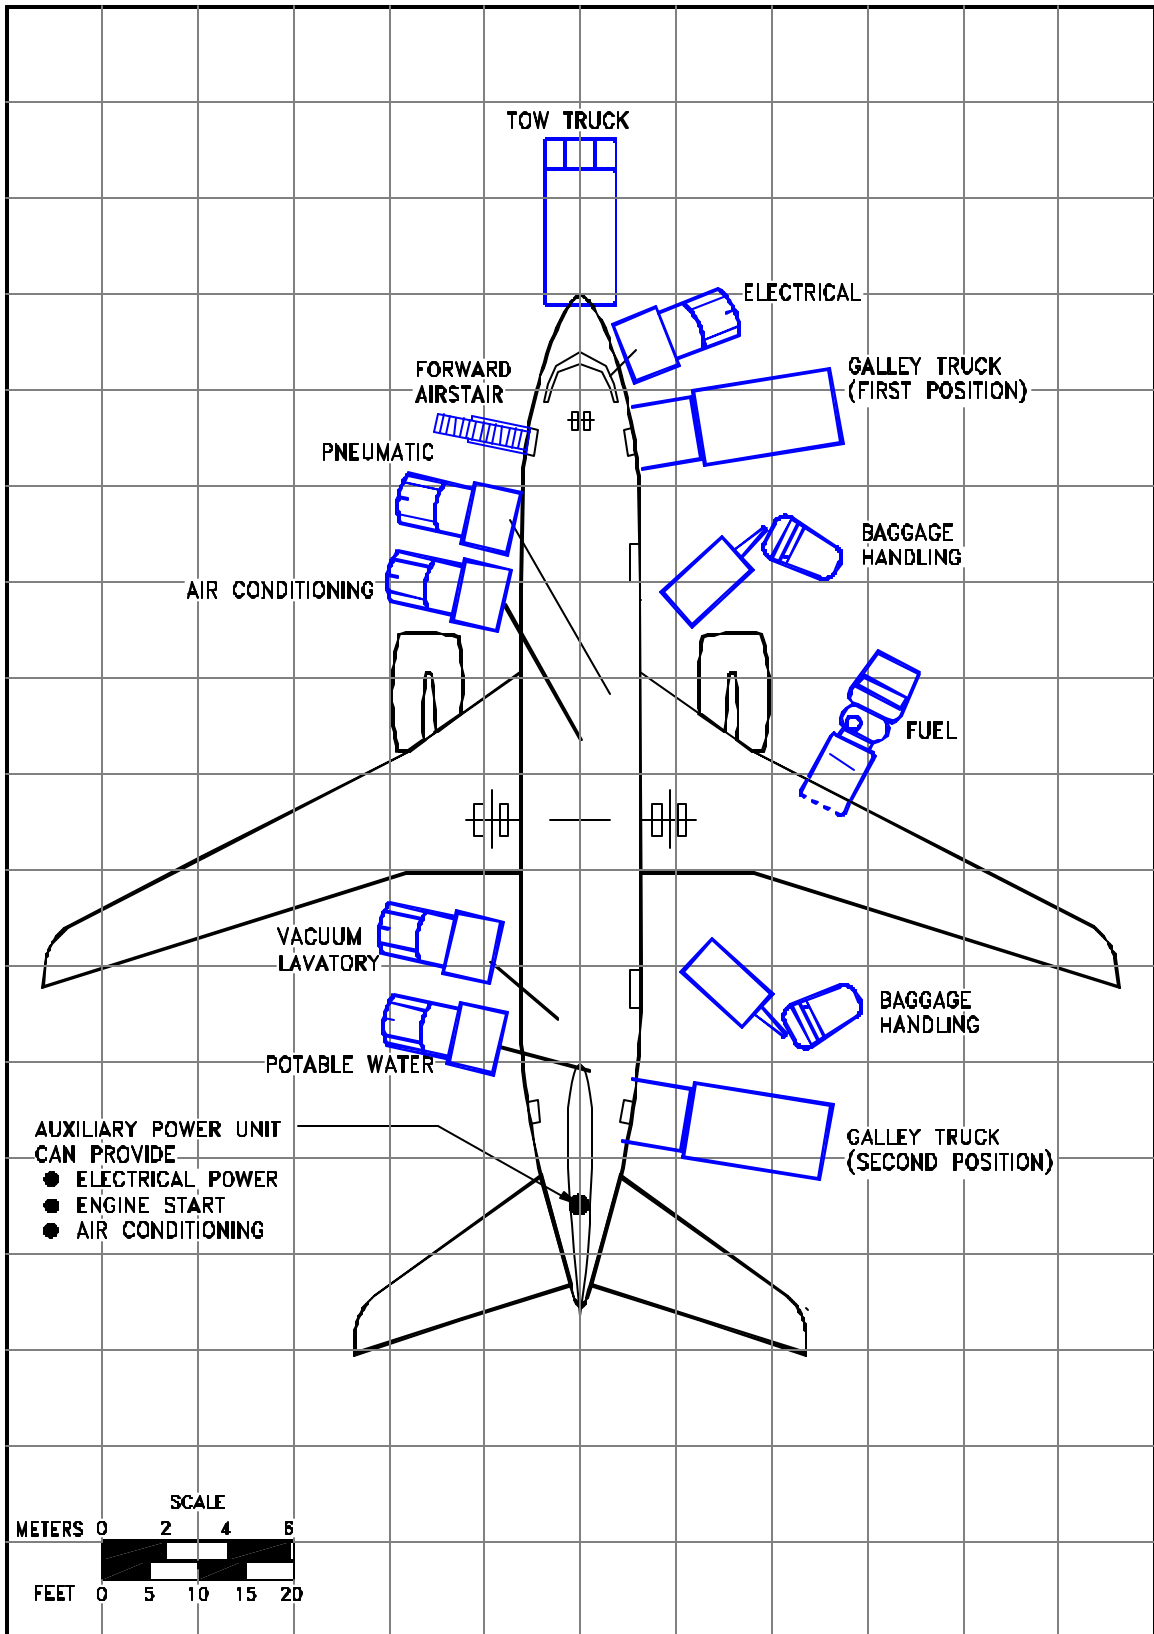 TOW TRUCK
ELECTRICAL
GALLEY TRUCK
(FIRST POSITION)
FORWARD
AIRSTAIR
PNEUMATIC
BAGGAGE
HANDLING
AIR CONDITIONING
FUEL
VACUUM
LAVATORY
BAGGAGE
HANDLING
POTABLE WATER
AUXILIARY POWER UNIT
CAN PROVIDE
● ELECTRICAL POWER
● ENGINE START
● AIR CONDITIONING
GALLEY TRUCK
(SECOND POSITION)
SCALE
METERS 0 2 4 6
FEET 0 5 10 15 20